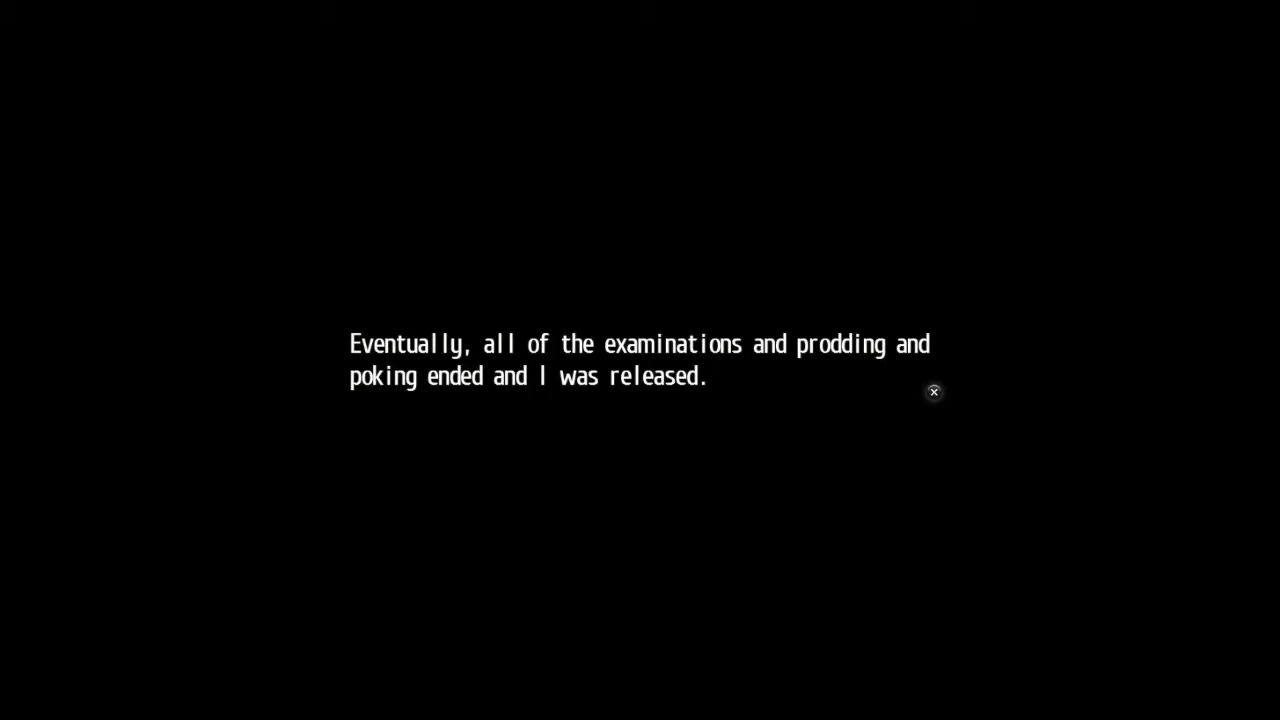 Eventually, all of the examinations and prodding and
poking ended and I was released.